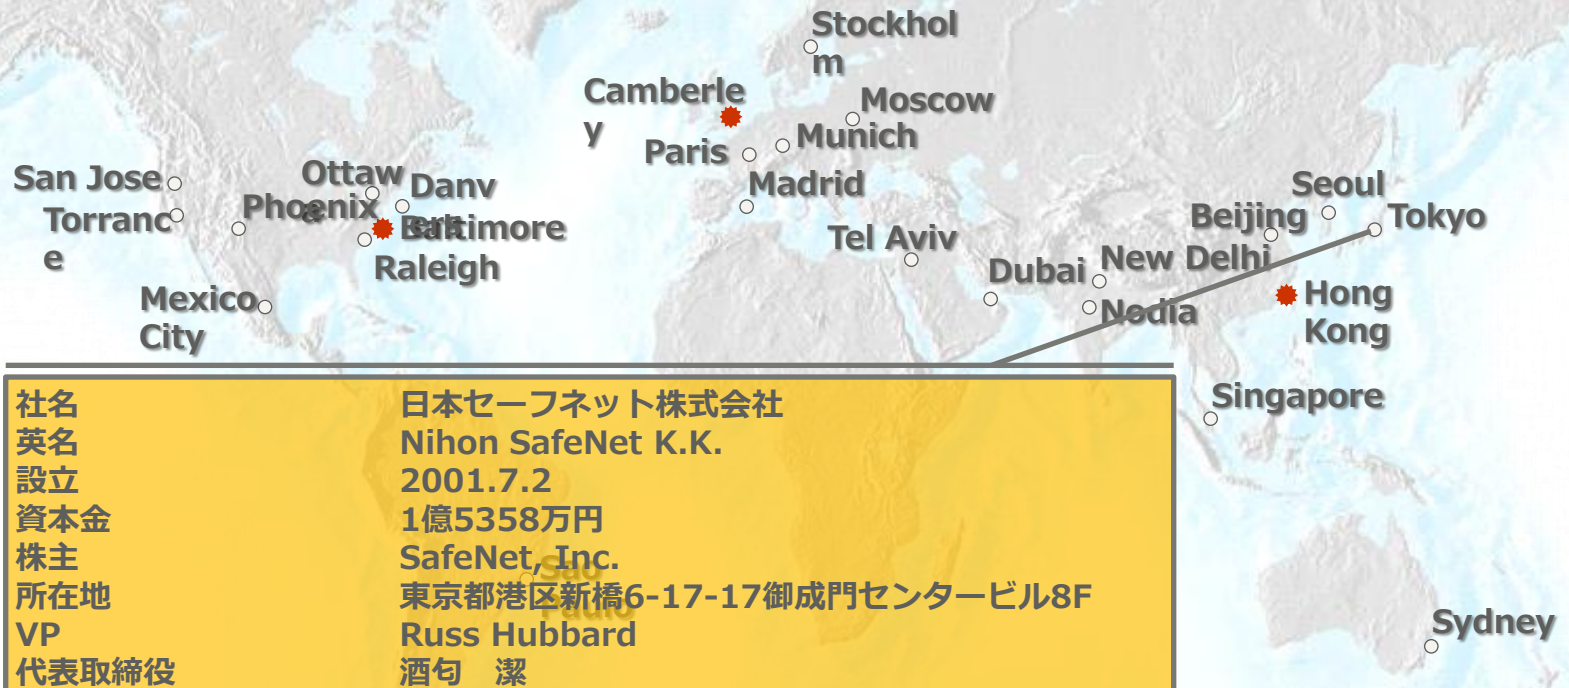 Stockhol
m
Camberle
y
Moscow
Munich
Paris
Madrid
San Jose
Torranc
e
Ottaw
a
Phoenix
Danv
ers
Baltimore
Raleigh
Mexico
City
Tel Aviv
Dubai
New Delhi
Nodia
Seoul
Beijing
Tokyo
Hong
Kong
Singapore
Sydney
Sao
Paulo
社名 日本セーフネット株式会社
英名 Nihon SafeNet K.K.
設立 2001.7.2
資本金 1億5358万円
株主 SafeNet, Inc.
所在地 東京都港区新橋6-17-17御成門センタービル8F
VP Russ Hubbard
代表取締役 酒匂 潔